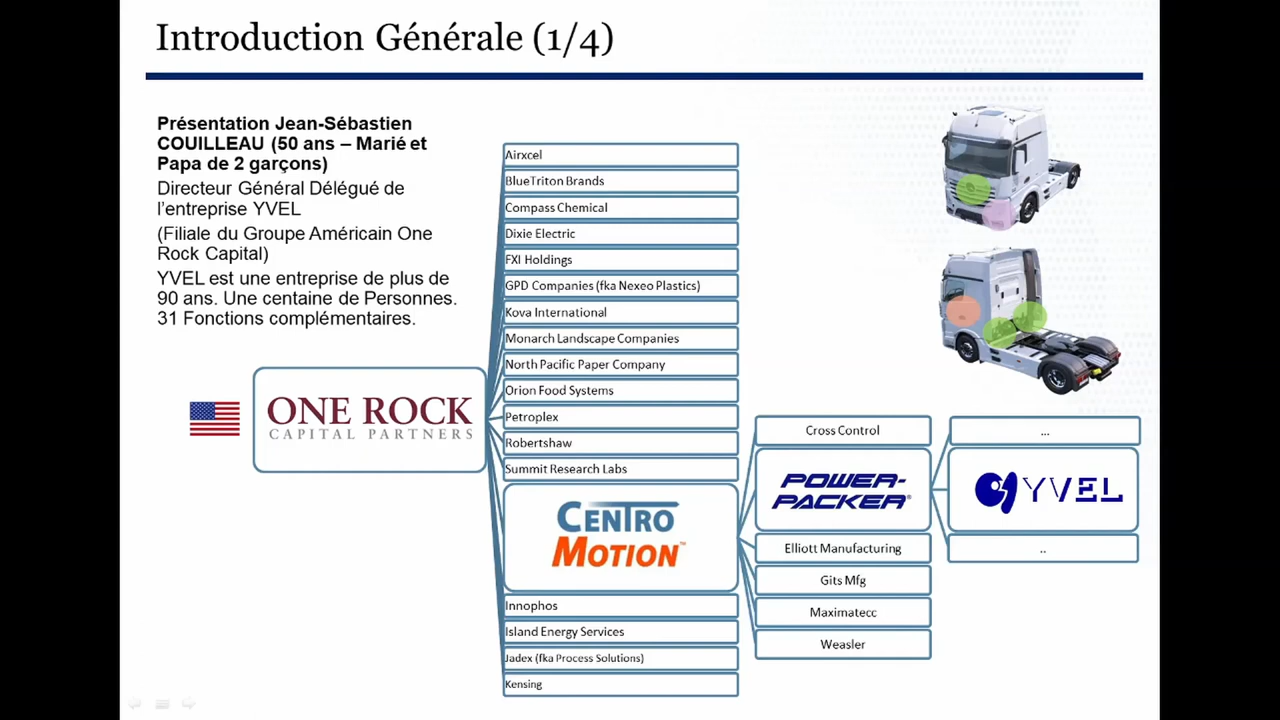 Introduction Générale (1/4)
Présentation Jean-Sébastien
COUILLEAU (50 ans – Marié et
Papa de 2 garçons)
Directeur Général Délégué de
l’entreprise YVEL
(Filiale du Groupe Américain One
Rock Capital)
YVEL est une entreprise de plus de
90 ans. Une centaine de Personnes.
31 Fonctions complémentaires.
ONE ROCK
CAPITAL PARTNERS
Airxcel
BlueTriton Brands
Compass Chemical
Dixie Electric
FXI Holdings
GPD Companies (fka Nexeo Plastics)
Kova International
Monarch Landscape Companies
North Pacific Paper Company
Orion Food Systems
Petroplex
Robertshaw
Summit Research Labs
CENTRO
MOTION™
Innophos
Island Energy Services
Jadex (fka Process Solutions)
Kensing
Cross Control
POWER-
PACKER®
Elliott Manufacturing
Gits Mfg
Maximatecc
Weasler
...
YVEL
..